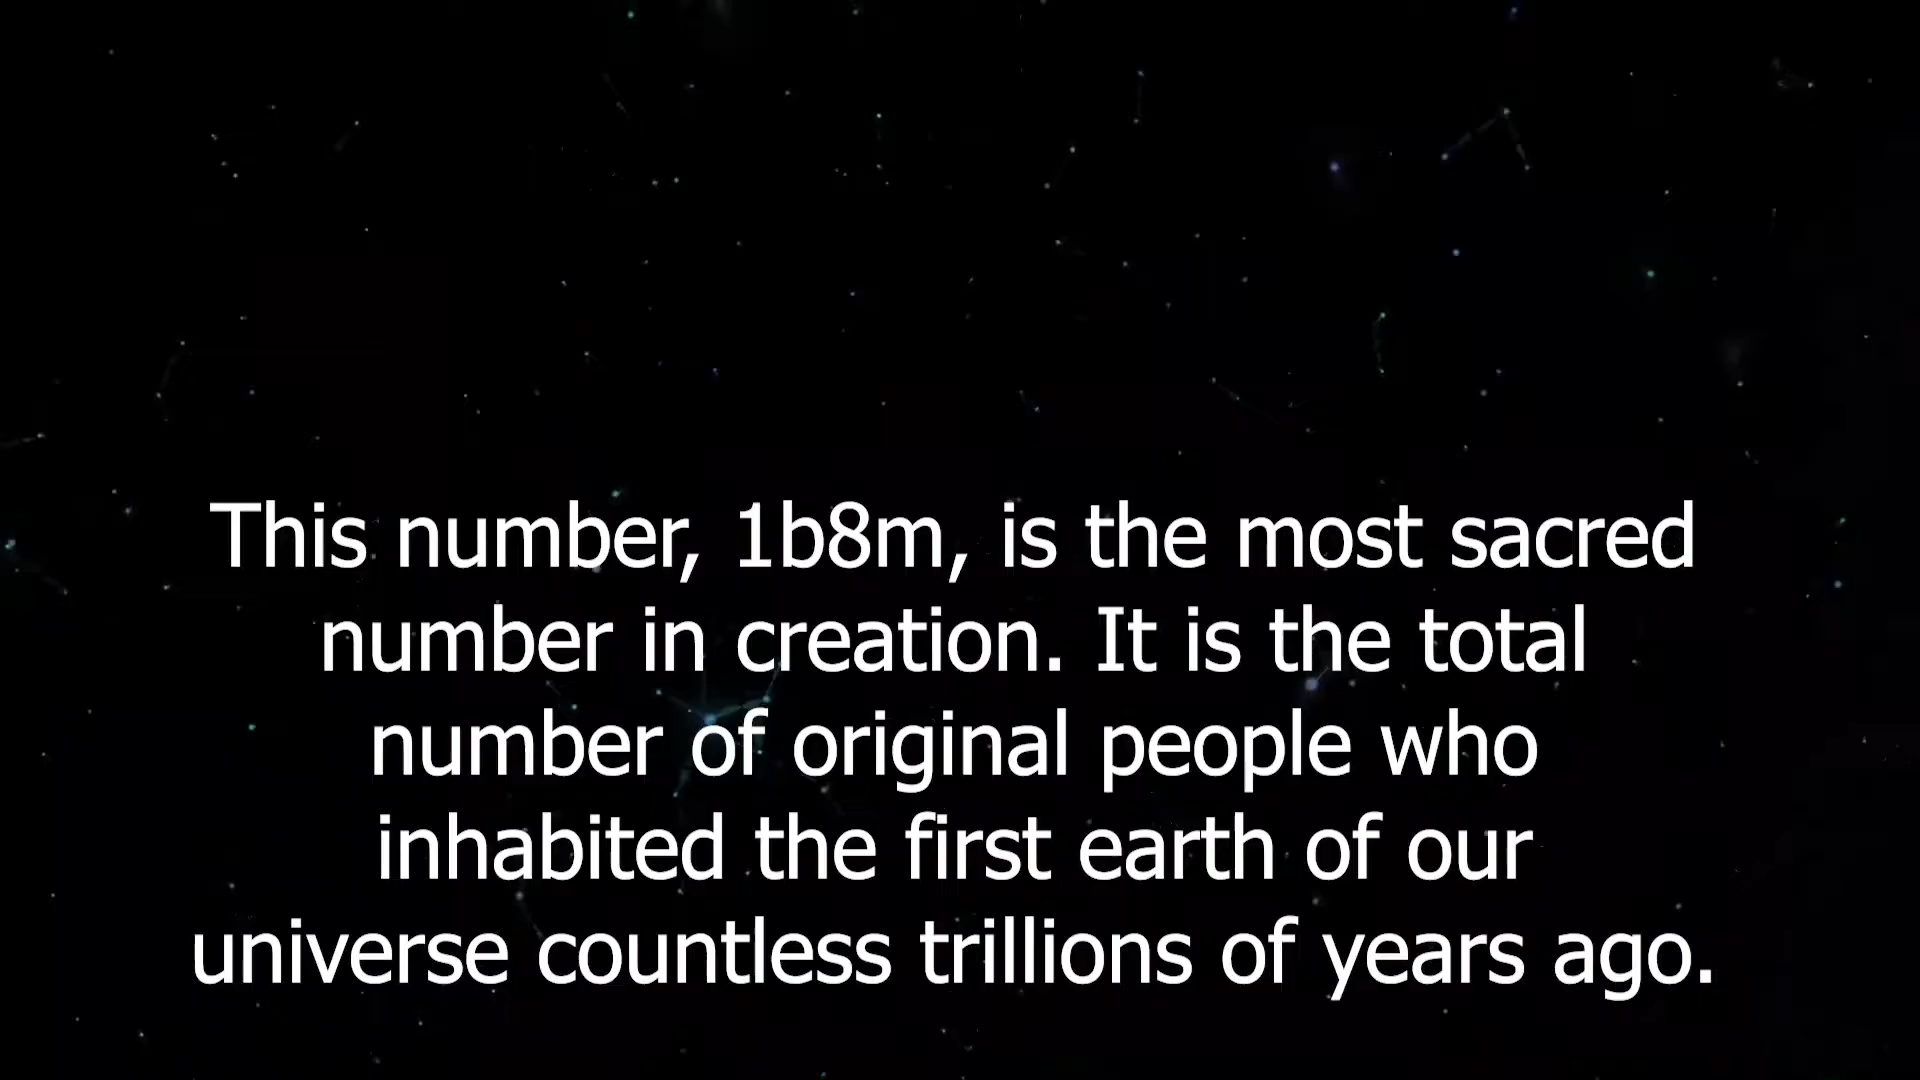 This number, 1b8m, is the most sacred
number in creation. It is the total
number of original people who
inhabited the first earth of our
universe countless trillions of years ago.